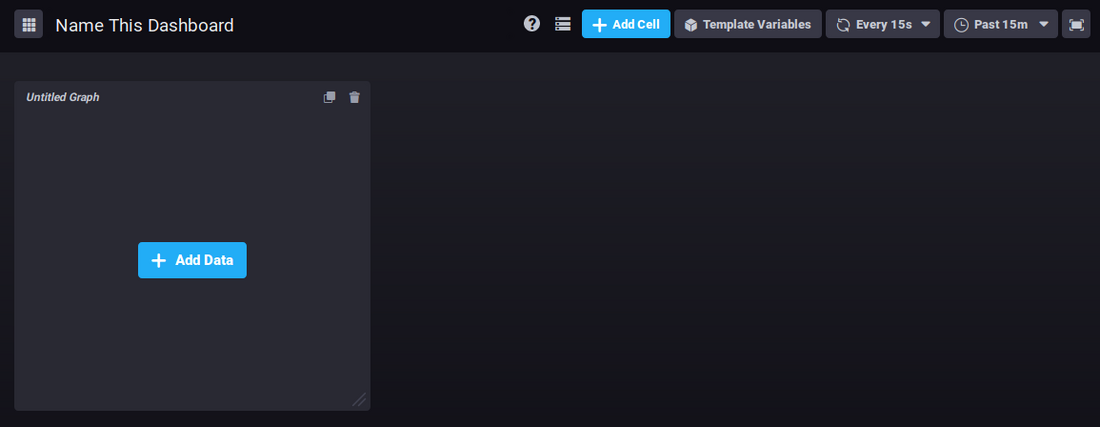 Name This Dashboard
Add Cell
Template Variables
Every 15s
Past 15m
Untitled Graph
Add Data